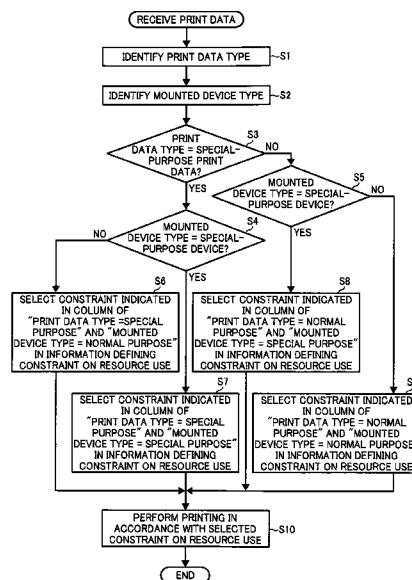 RECEIVE PRINT DATA
IDENTIFY PRINT DATA TYPE
S1
IDENTIFY MOUNTED DEVICE TYPE
S2
PRINT
DATA TYPE = SPECIAL-
PURPOSE PRINT
DATA?
S3
NO
YES
MOUNTED
DEVICE TYPE = SPECIAL-
PURPOSE DEVICE?
S5
NO
YES
MOUNTED
DEVICE TYPE = SPECIAL-
PURPOSE DEVICE?
S4
NO
YES
S6
SELECT CONSTRAINT INDICATED
IN COLUMN OF
"PRINT DATA TYPE =SPECIAL
PURPOSE" AND "MOUNTED
DEVICE TYPE = NORMAL PURPOSE"
IN INFORMATION DEFINING
CONSTRAINT ON RESOURCE USE
S8
SELECT CONSTRAINT INDICATED
IN COLUMN OF
"PRINT DATA TYPE = NORMAL
PURPOSE" AND "MOUNTED
DEVICE TYPE = SPECIAL PURPOSE"
IN INFORMATION DEFINING
CONSTRAINT ON RESOURCE USE
S7
SELECT CONSTRAINT INDICATED
IN COLUMN OF
"PRINT DATA TYPE = SPECIAL
PURPOSE" AND "MOUNTED
DEVICE TYPE = SPECIAL PURPOSE"
IN INFORMATION DEFINING
CONSTRAINT ON RESOURCE USE
SELECT CONSTRAINT INDICATED
IN COLUMN OF
"PRINT DATA TYPE = NORMAL
PURPOSE" AND "MOUNTED
DEVICE TYPE = NORMAL PURPOSE
IN INFORMATION DEFINING
CONSTRAINT ON RESOURCE USE
PERFORM PRINTING IN
ACCORDANCE WITH SELECTED
CONSTRAINT ON RESOURCE USE
S10
END